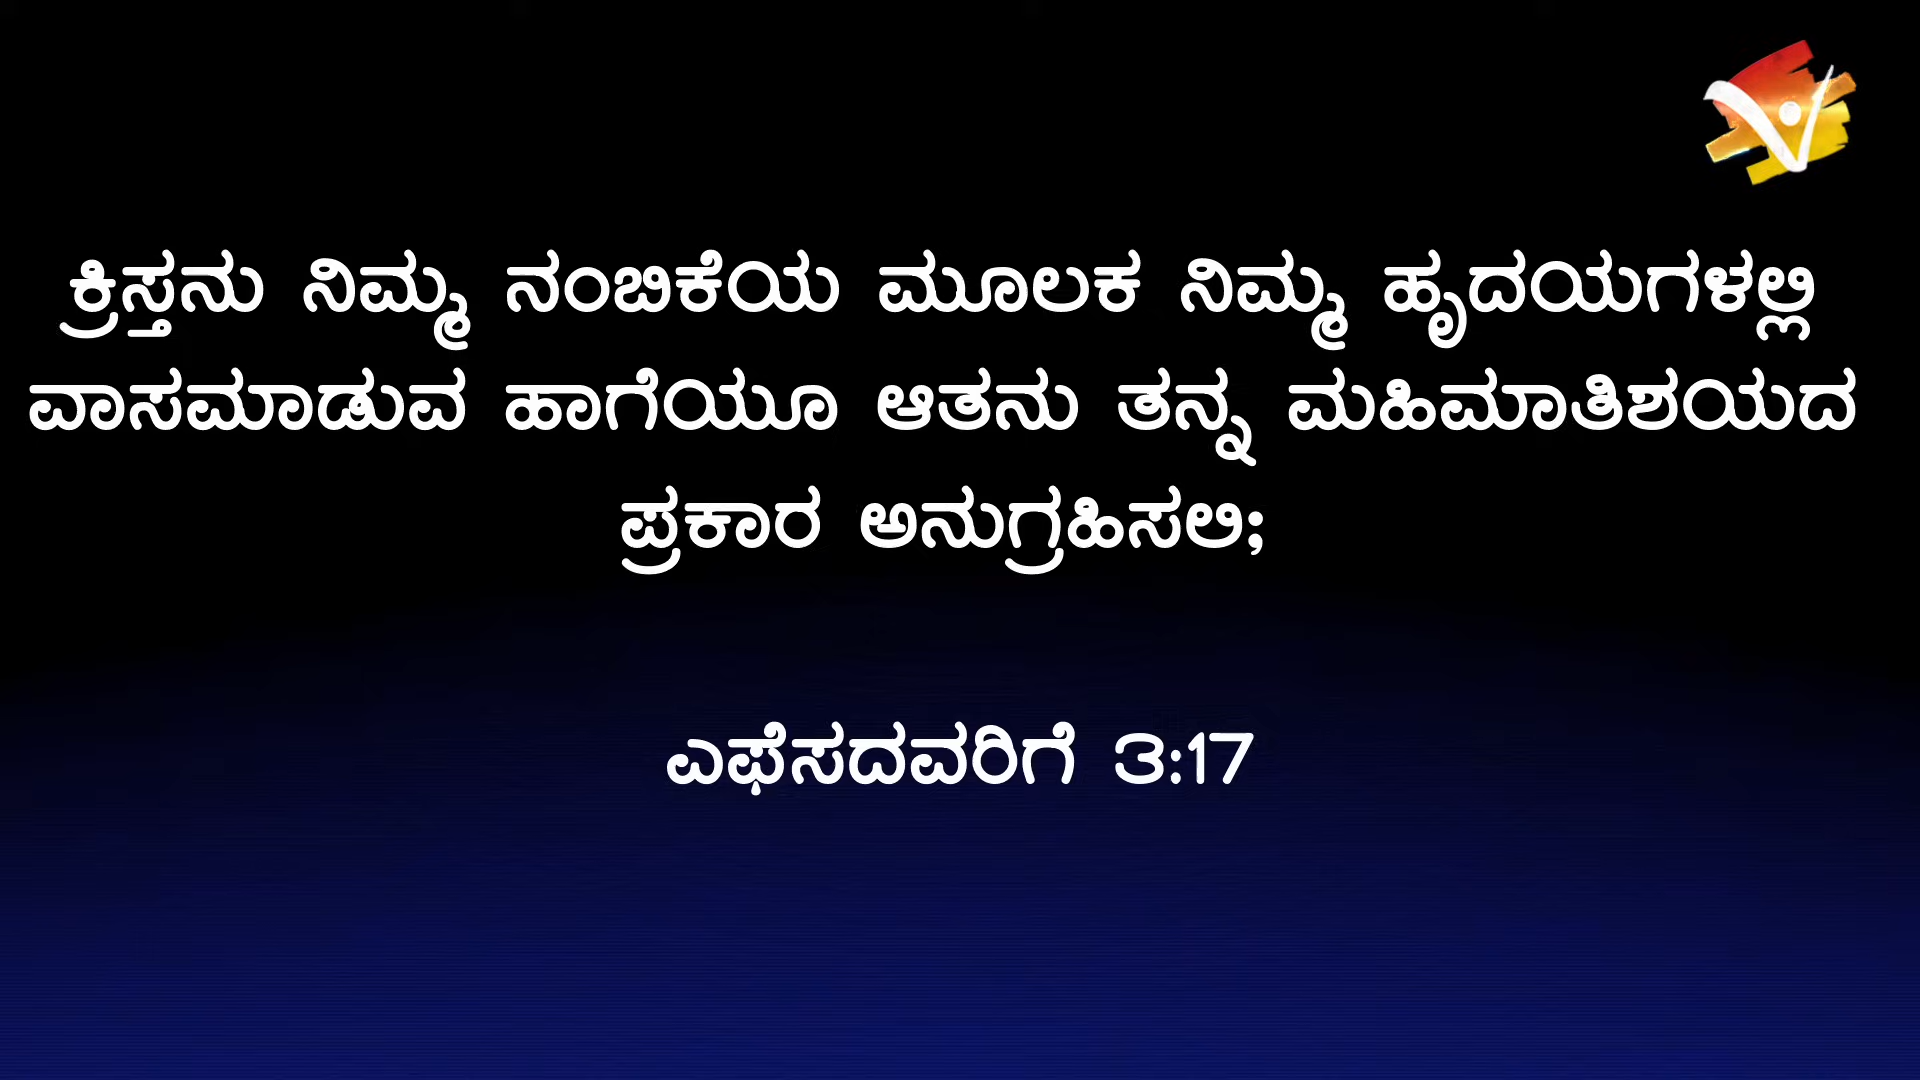 ಕ್ರಿಸ್ತನು ನಿಮ್ಮ ನಂಬಿಕೆಯ ಮೂಲಕ ನಿಮ್ಮ ಹೃದಯಗಳಲ್ಲಿ
ವಾಸಮಾಡುವ ಹಾಗೆಯೂ ಆತನು ತನ್ನ ಮಹಿಮಾತಿಶಯದ
ಪ್ರಕಾರ ಅನುಗ್ರಹಿಸಲಿ;
ಎಫೆಸದವರಿಗೆ 3:17